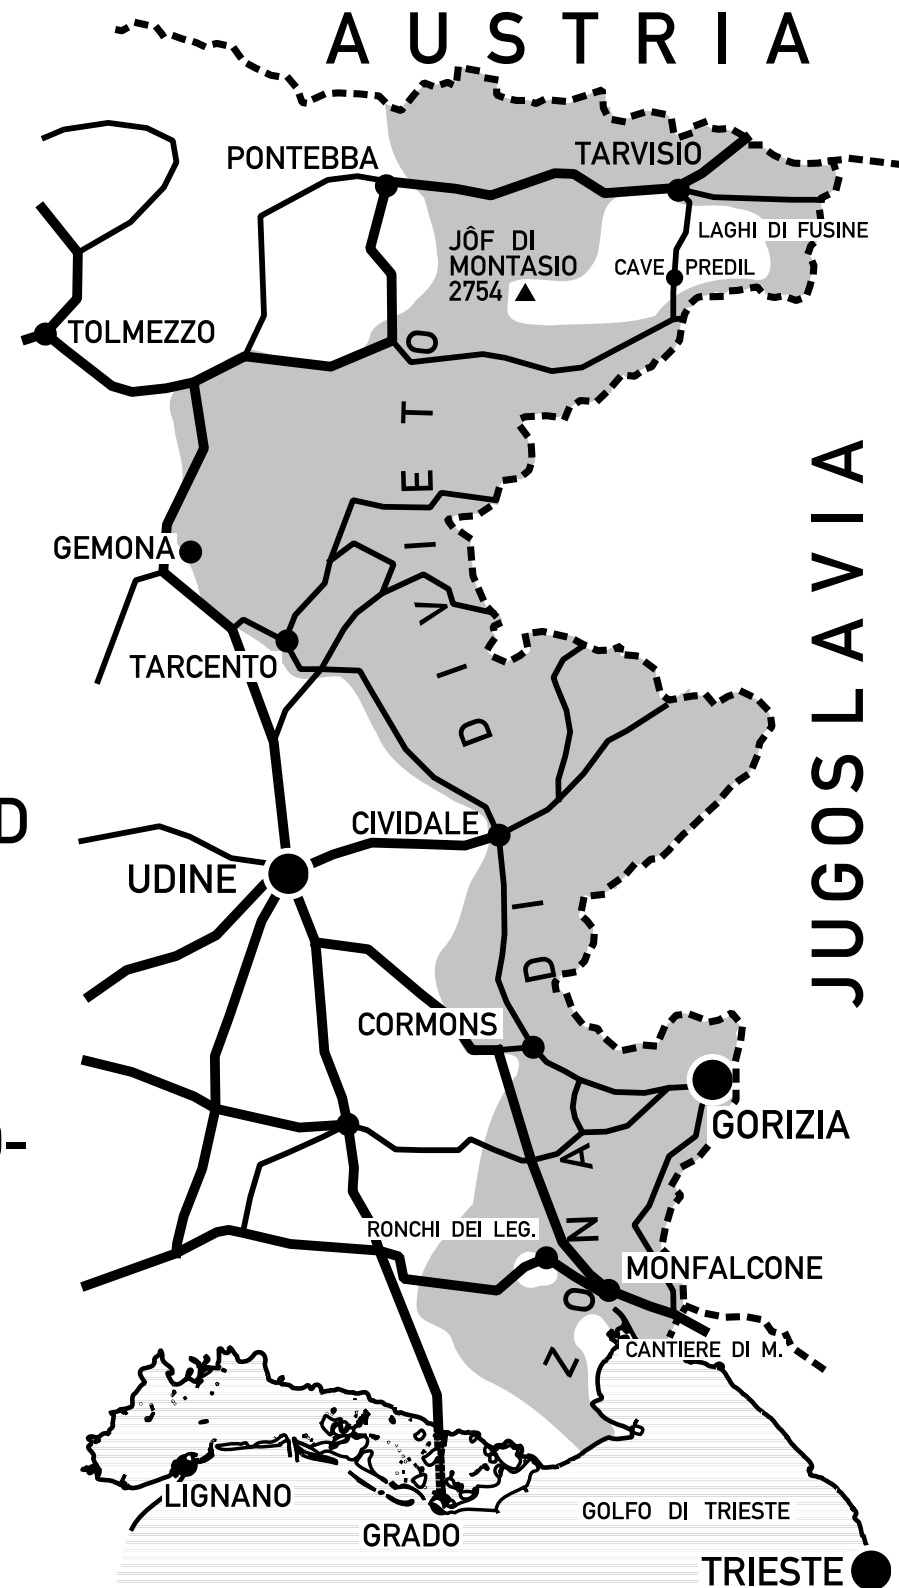 AUSTRIA
PONTEBBA
TARVISIO
LAGHI DI FUSINE
JÔF DI
MONTASIO
2754
CAVE PREDIL
TOLMEZZO
GEMONA
TARCENTO
JUGOSLAVIA
ZONA DI DIVIETO
D
CIVIDALE
UDINE
CORMONS
GORIZIA
RONCHI DEI LEG.
MONFALCONE
CANTIERE DI M.
LIGNANO
GRADO
GOLFO DI TRIESTE
TRIESTE